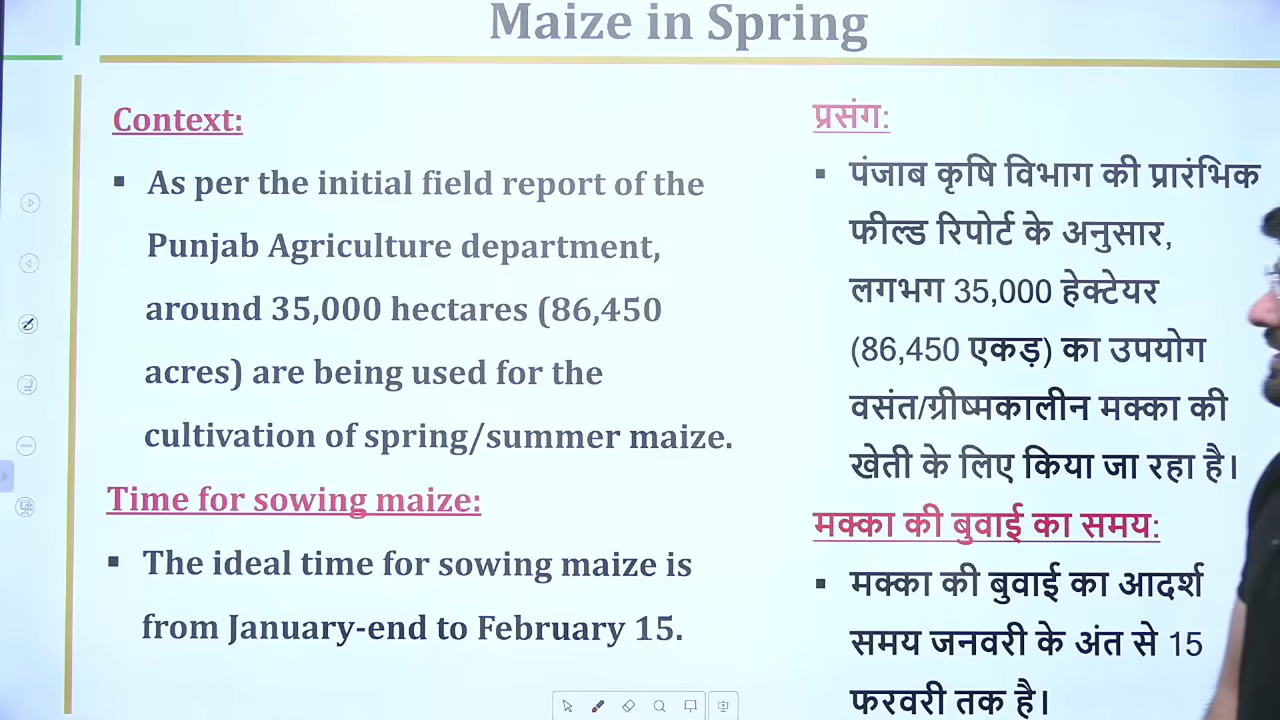 Maize in Spring
Context:
▪ As per the initial field report of the
Punjab Agriculture department,
around 35,000 hectares (86,450
acres) are being used for the
cultivation of spring/summer maize.
Time for sowing maize:
▪ The ideal time for sowing maize is
from January-end to February 15.
प्रसंग:
▪ पंजाब कृषि विभाग की प्रारंभिक
फील्ड रिपोर्ट के अनुसार,
लगभग 35,000 हेक्टेयर
(86,450 एकड़) का उपयोग
वसंत/ग्रीष्मकालीन मक्का की
खेती के लिए किया जा रहा है।
मक्का की बुवाई का समय:
▪ मक्का की बुवाई का आदर्श
समय जनवरी के अंत से 15
फरवरी तक है।